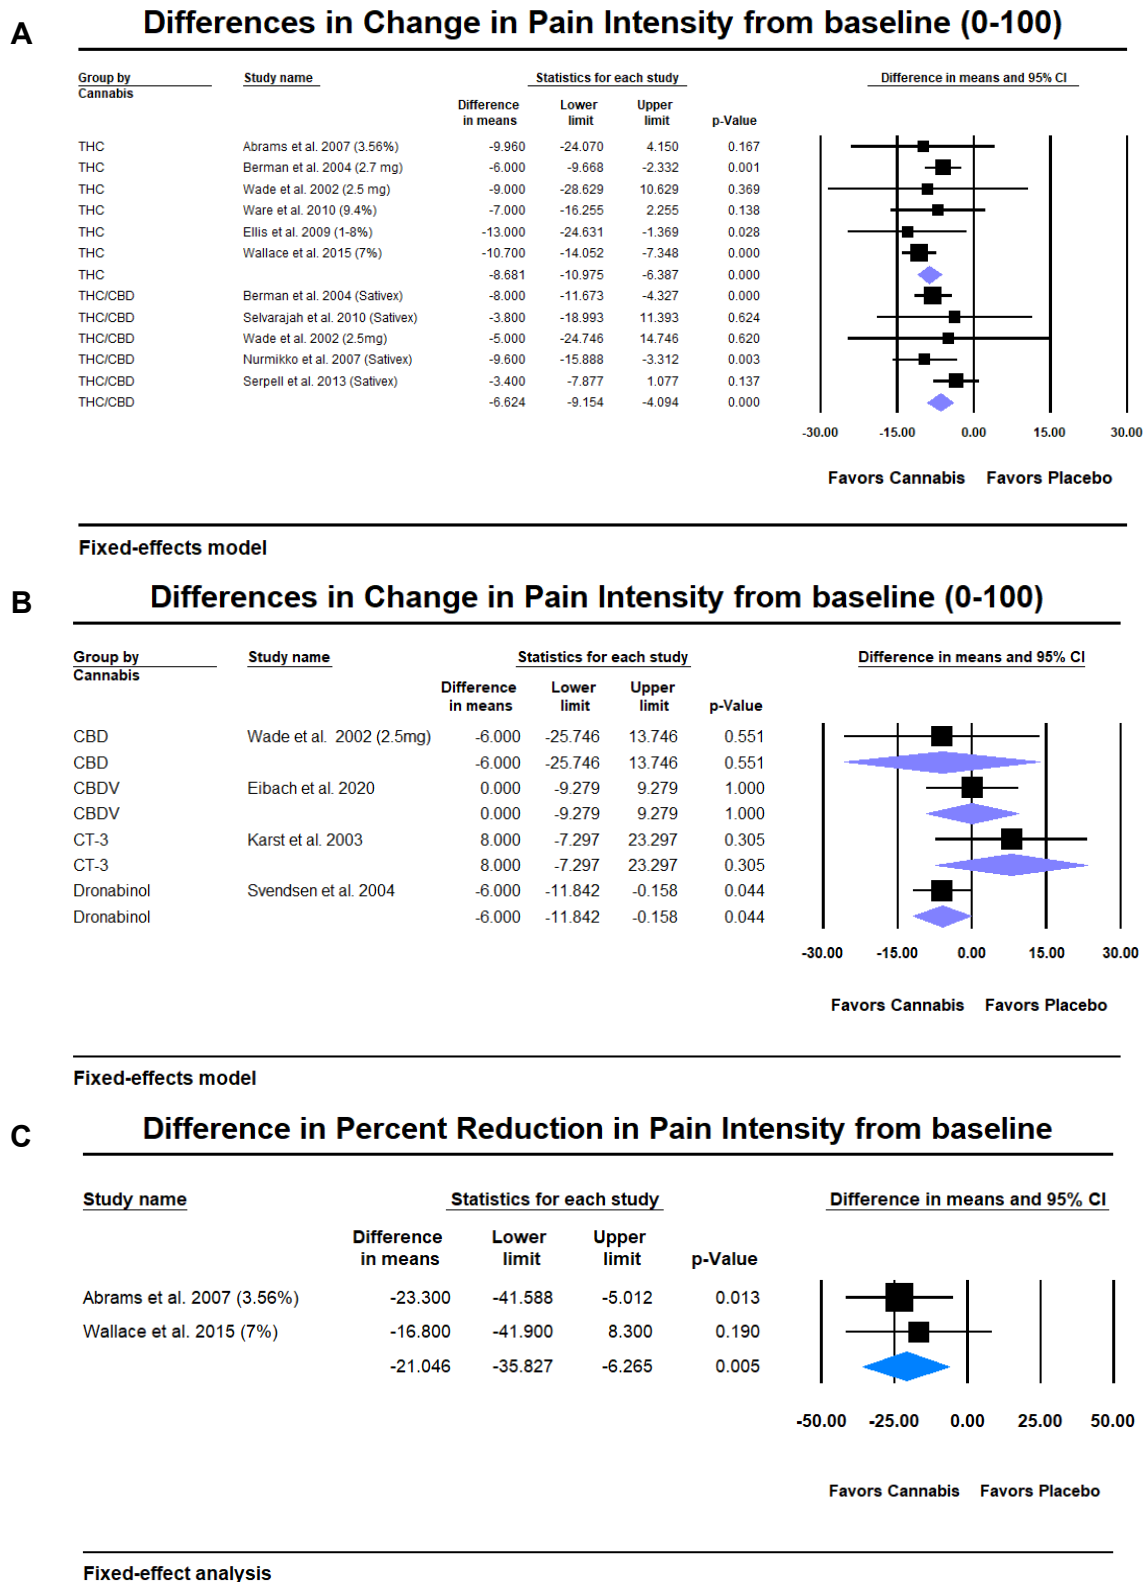 A
Differences in Change in Pain Intensity from baseline (0-100)
Group by Study name Statistics for each study Difference in means and 95% CI
Cannabis
Difference Lower Upper
in means limit limit p-Value
THC Abrams et al. 2007 (3.56%) -9.960 -24.070 4.150 0.167
THC Berman et al. 2004 (2.7 mg) -6.000 -9.668 -2.332 0.001
THC Wade et al. 2002 (2.5 mg) -9.000 -28.629 10.629 0.369
THC Ware et al. 2010 (9.4%) -7.000 -16.255 2.255 0.138
THC Ellis et al. 2009 (1-8%) -13.000 -24.631 -1.369 0.028
THC Wallace et al. 2015 (7%) -10.700 -14.052 -7.348 0.000
THC -8.681 -10.975 -6.387 0.000
THC/CBD Berman et al. 2004 (Sativex) -8.000 -11.673 -4.327 0.000
THC/CBD Selvarajah et al. 2010 (Sativex) -3.800 -18.993 11.393 0.624
THC/CBD Wade et al. 2002 (2.5mg) -5.000 -24.746 14.746 0.620
THC/CBD Nurmikko et al. 2007 (Sativex) -9.600 -15.888 -3.312 0.003
THC/CBD Serpell et al. 2013 (Sativex) -3.400 -7.877 1.077 0.137
THC/CBD -6.624 -9.154 -4.094 0.000
-30.00 -15.00 0.00 15.00 30.00
Favors Cannabis Favors Placebo
Fixed-effects model
B
Differences in Change in Pain Intensity from baseline (0-100)
Group by Study name Statistics for each study Difference in means and 95% CI
Cannabis
Difference Lower Upper
in means limit limit p-Value
CBD Wade et al. 2002 (2.5mg) -6.000 -25.746 13.746 0.551
CBD -6.000 -25.746 13.746 0.551
CBDV Eibach et al. 2020 0.000 -9.279 9.279 1.000
CBDV 0.000 -9.279 9.279 1.000
CT-3 Karst et al. 2003 8.000 -7.297 23.297 0.305
CT-3 8.000 -7.297 23.297 0.305
Dronabinol Svendsen et al. 2004 -6.000 -11.842 -0.158 0.044
Dronabinol -6.000 -11.842 -0.158 0.044
-30.00 -15.00 0.00 15.00 30.00
Favors Cannabis Favors Placebo
Fixed-effects model
C
Difference in Percent Reduction in Pain Intensity from baseline
Study name Statistics for each study Difference in means and 95% CI
Difference Lower Upper
in means limit limit p-Value
Abrams et al. 2007 (3.56%) -23.300 -41.588 -5.012 0.013
Wallace et al. 2015 (7%) -16.800 -41.900 8.300 0.190
-21.046 -35.827 -6.265 0.005
-50.00 -25.00 0.00 25.00 50.00
Favors Cannabis Favors Placebo
Fixed-effect analysis